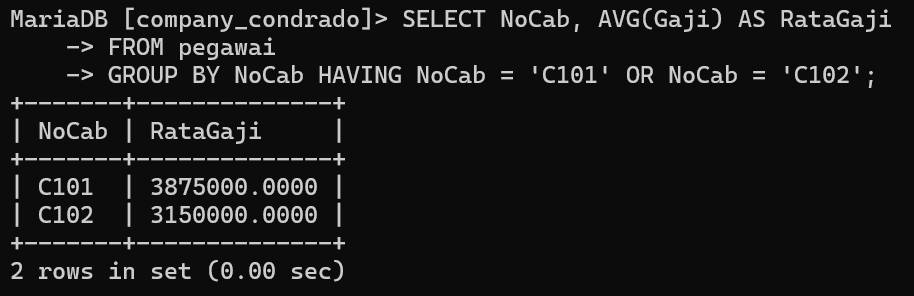 MariaDB [company_condrado]> SELECT NoCab, AVG(Gaji) AS RataGaji
    -> FROM pegawai
    -> GROUP BY NoCab HAVING NoCab = 'C101' OR NoCab = 'C102';
+-------+--------------+
| NoCab | RataGaji     |
+-------+--------------+
| C101  | 3875000.0000 |
| C102  | 3150000.0000 |
+-------+--------------+
2 rows in set (0.00 sec)